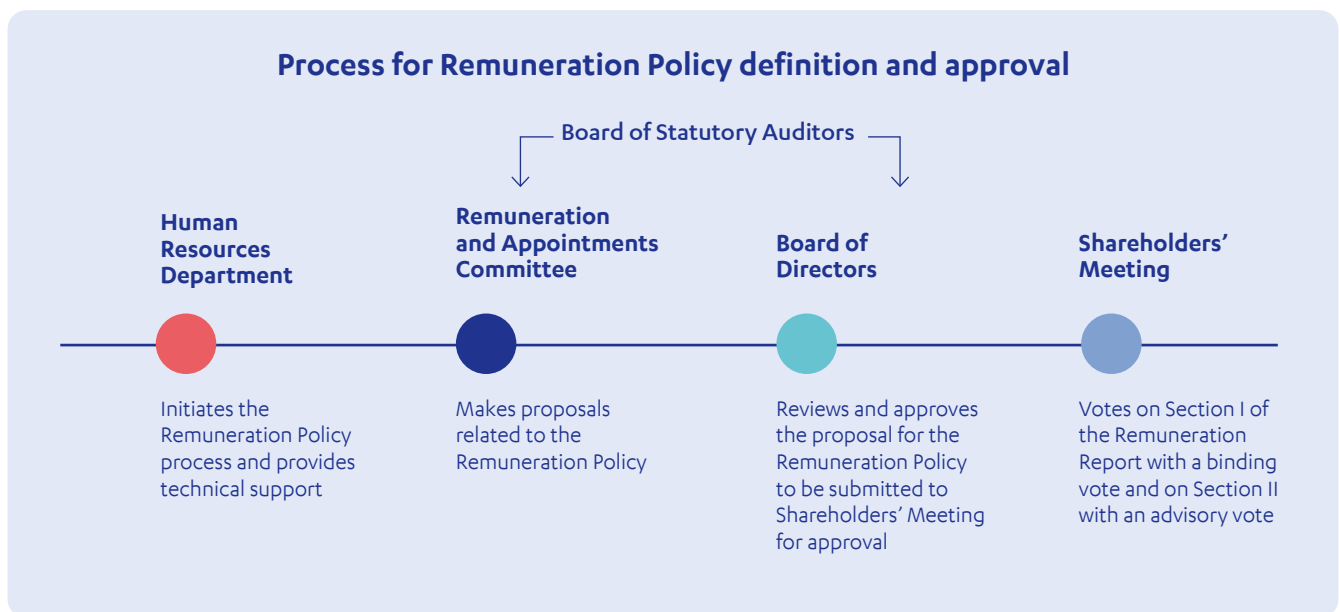 Process for Remuneration Policy definition and approval
Board of Statutory Auditors
Human
Resources
Department
Remuneration
and Appointments
Committee
Board of
Directors
Shareholders’
Meeting
Initiates the
Remuneration Policy
process and provides
technical support
Makes proposals
related to the
Remuneration Policy
Reviews and approves
the proposal for the
Remuneration Policy
to be submitted to
Shareholders’ Meeting
for approval
Votes on Section I of
the Remuneration
Report with a binding
vote and on Section II
with an advisory vote